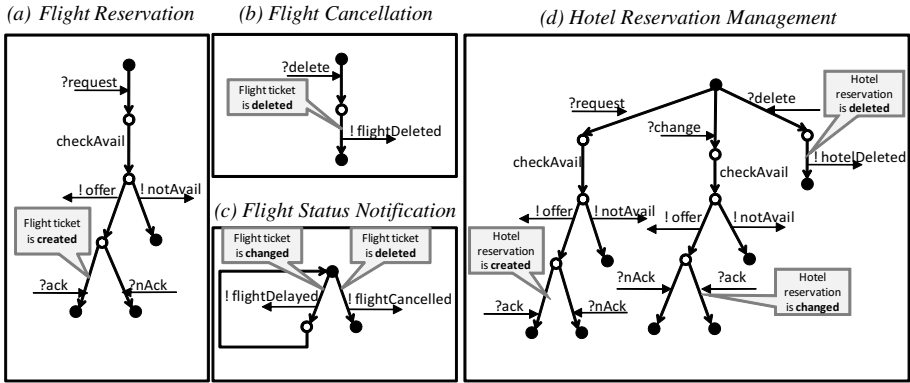 (a) Flight Reservation
?request
checkAvail
! offer
! notAvail
Flight ticket
is created
?ack
?nAck
(b) Flight Cancellation
?delete
Flight ticket
is deleted
! flightDeleted
(c) Flight Status Notification
Flight ticket
is changed
Flight ticket
is deleted
! flightDelayed
! flightCancelled
(d) Hotel Reservation Management
?request
?change
?delete
Hotel
reservation
is deleted
checkAvail
checkAvail
! hotelDeleted
! offer
! notAvail
! offer
! notAvail
Hotel
reservation
is created
?ack
?nAck
?nAck
?ack
Hotel
reservation
is changed